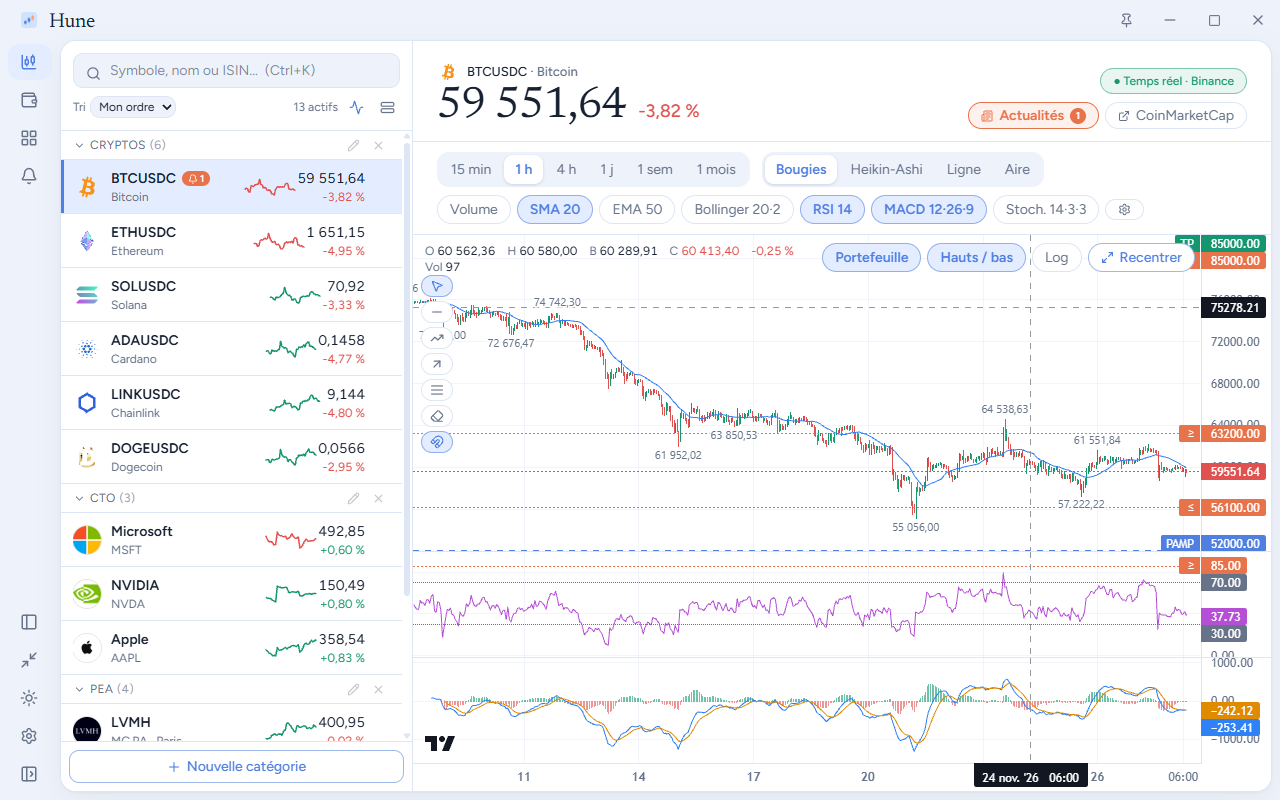 Hune
Symbole, nom ou ISIN... (Ctrl+K)
Tri Mon ordre 13 actifs
CRYPTOS (6)
BTCUSDC 1 59 551,64
Bitcoin -3,82 %
ETHUSDC 1 651,15
Ethereum -4,95 %
SOLUSDC 70,92
Solana -3,33 %
ADAUSDC 0,1458
Cardano -4,77 %
LINKUSDC 9,144
Chainlink -4,80 %
DOGEUSDC 0,0566
Dogecoin -2,95 %
CTO (3)
Microsoft 492,85
MSFT +0,60 %
NVIDIA 150,49
NVDA +0,80 %
Apple 358,54
AAPL +0,83 %
PEA (4)
LVMH LVMH 400,95
MC.PA · Paris -0,02 %
+ Nouvelle catégorie
BTCUSDC · Bitcoin
59 551,64 -3,82 %
Temps réel · Binance
Actualités 1 CoinMarketCap
15 min 1 h 4 h 1 j 1 sem 1 mois Bougies Heikin-Ashi Ligne Aire
Volume SMA 20 EMA 50 Bollinger 20·2 RSI 14 MACD 12·26·9 Stoch. 14·3·3
O 60 562,36 H 60 580,00 B 60 289,91 C 60 413,40 -0,25 %
Vol 97
Portefeuille Hauts / bas Log Recentrer
TP 85000.00
85000.00
75278.21
72000.00
68000.00
64000.00
≥ 63200.00
59551.64
≤ 56100.00
PAMP 52000.00
74 742,30
72 676,47
64 538,63
63 850,53
61 551,84
61 952,02
57 222,22
55 056,00
≥ 85.00
70.00
37.73
30.00
0.00
1000.00
0.00
−242.12
−253.41
−1000.00
11 14 17 20 24 nov. '26 06:00 26 06:00